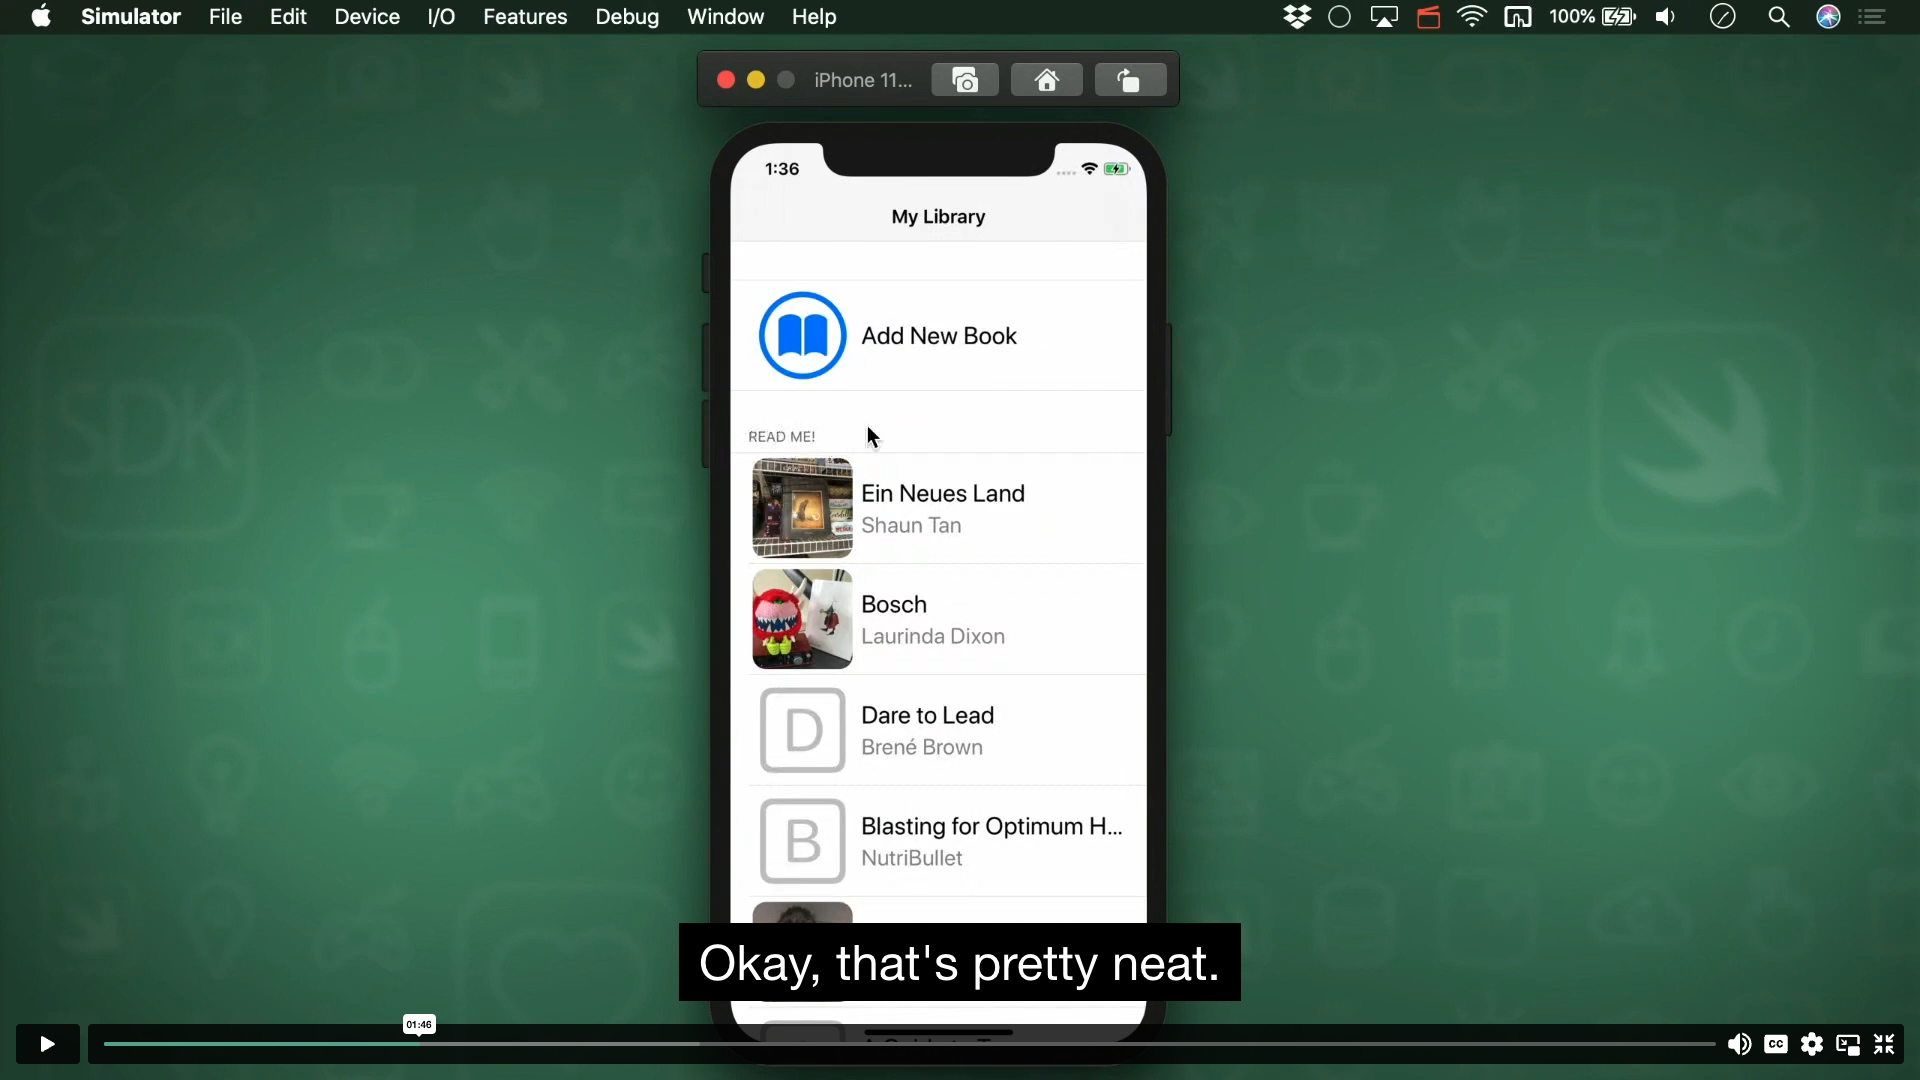 Simulator File Edit Device I/O Features Debug Window Help 100%
iPhone 11...
1:36
My Library
Add New Book
READ ME!
Ein Neues Land
Shaun Tan
Bosch
Laurinda Dixon
D
Dare to Lead
Brené Brown
B
Blasting for Optimum H...
NutriBullet
SDK
Okay, that's pretty neat.
01:46
CC